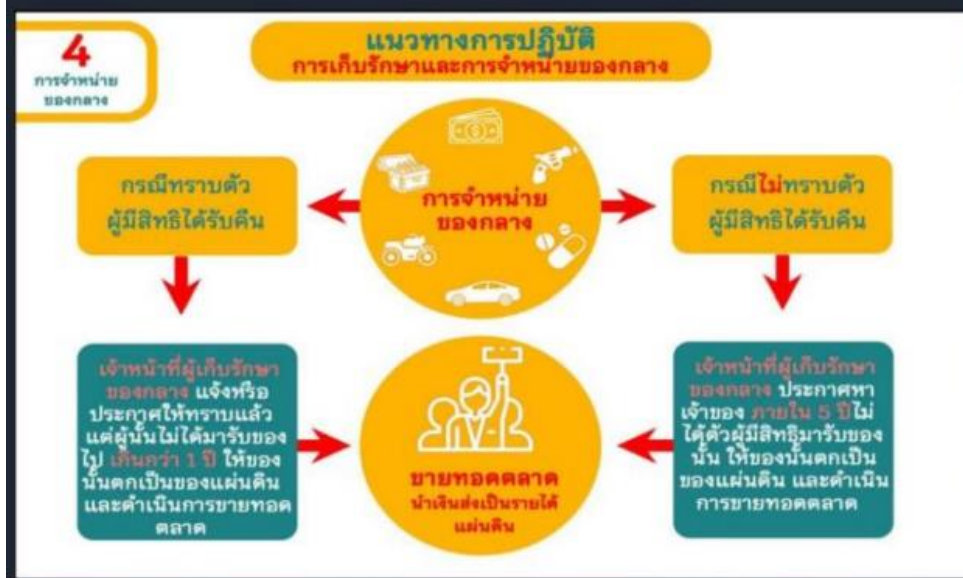 4
การจำหน่าย
ของกลาง
แนวทางการปฏิบัติ
การเก็บรักษาและการจำหน่ายของกลาง
กรณีทราบตัว
ผู้มีสิทธิได้รับคืน
การจำหน่าย
ของกลาง
กรณีไม่ทราบตัว
ผู้มีสิทธิได้รับคืน
เจ้าหน้าที่ผู้เก็บรักษา
ของกลาง แจ้งหรือ
ประกาศให้ทราบแล้ว
แต่ผู้นั้นไม่ได้มารับของ
ไป เกินกว่า 1 ปี ให้ของ
นั้นตกเป็นของแผ่นดิน
และดำเนินการขายทอด
ตลาด
ขายทอดตลาด
นำเงินส่งเป็นรายได้
แผ่นดิน
เจ้าหน้าที่ผู้เก็บรักษา
ของกลาง ประกาศหา
เจ้าของ ภายใน 5 ปีไม่
ได้ตัวผู้มีสิทธิมารับของ
นั้น ให้ของนั้นตกเป็น
ของแผ่นดิน และดำเนิน
การขายทอดตลาด